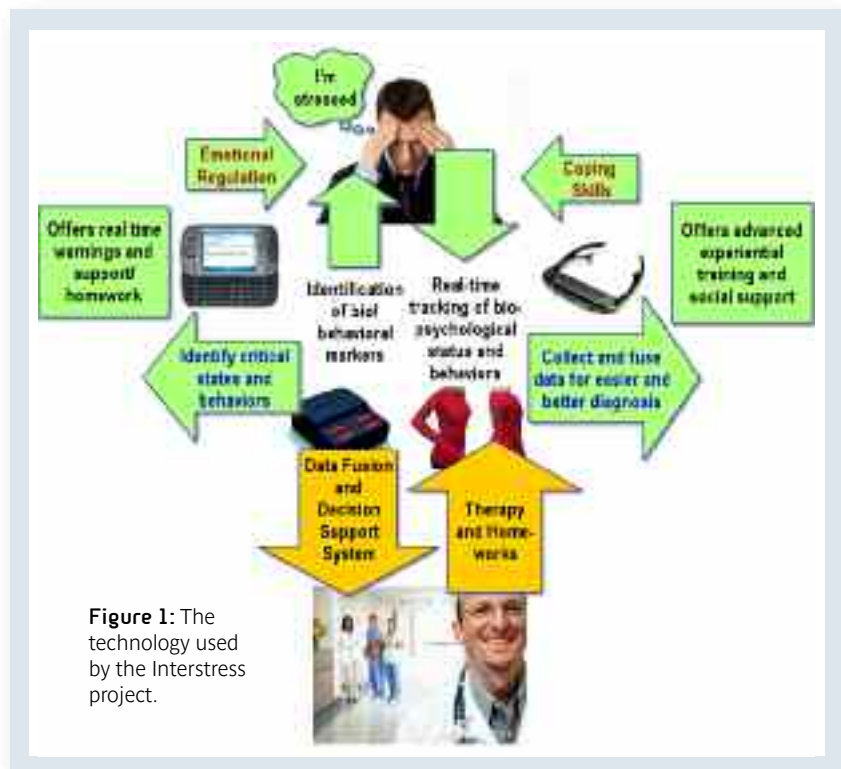 I'm
stressed
Emotional
Regulation
Coping
Skills
Offers real time
warnings and
support/
homework
Offers advanced
experiential
training and
social support
Identification
of bio/
behavioral
markers
Real-time
tracking of bio-
psychological
status and
behaviors
Identify critical
states and
behaviors
Collect and fuse
data for easier and
better diagnosis
Data Fusion
and
Decision
Support
System
Therapy
and Home-
works
Figure 1: The
technology used
by the Interstress
project.